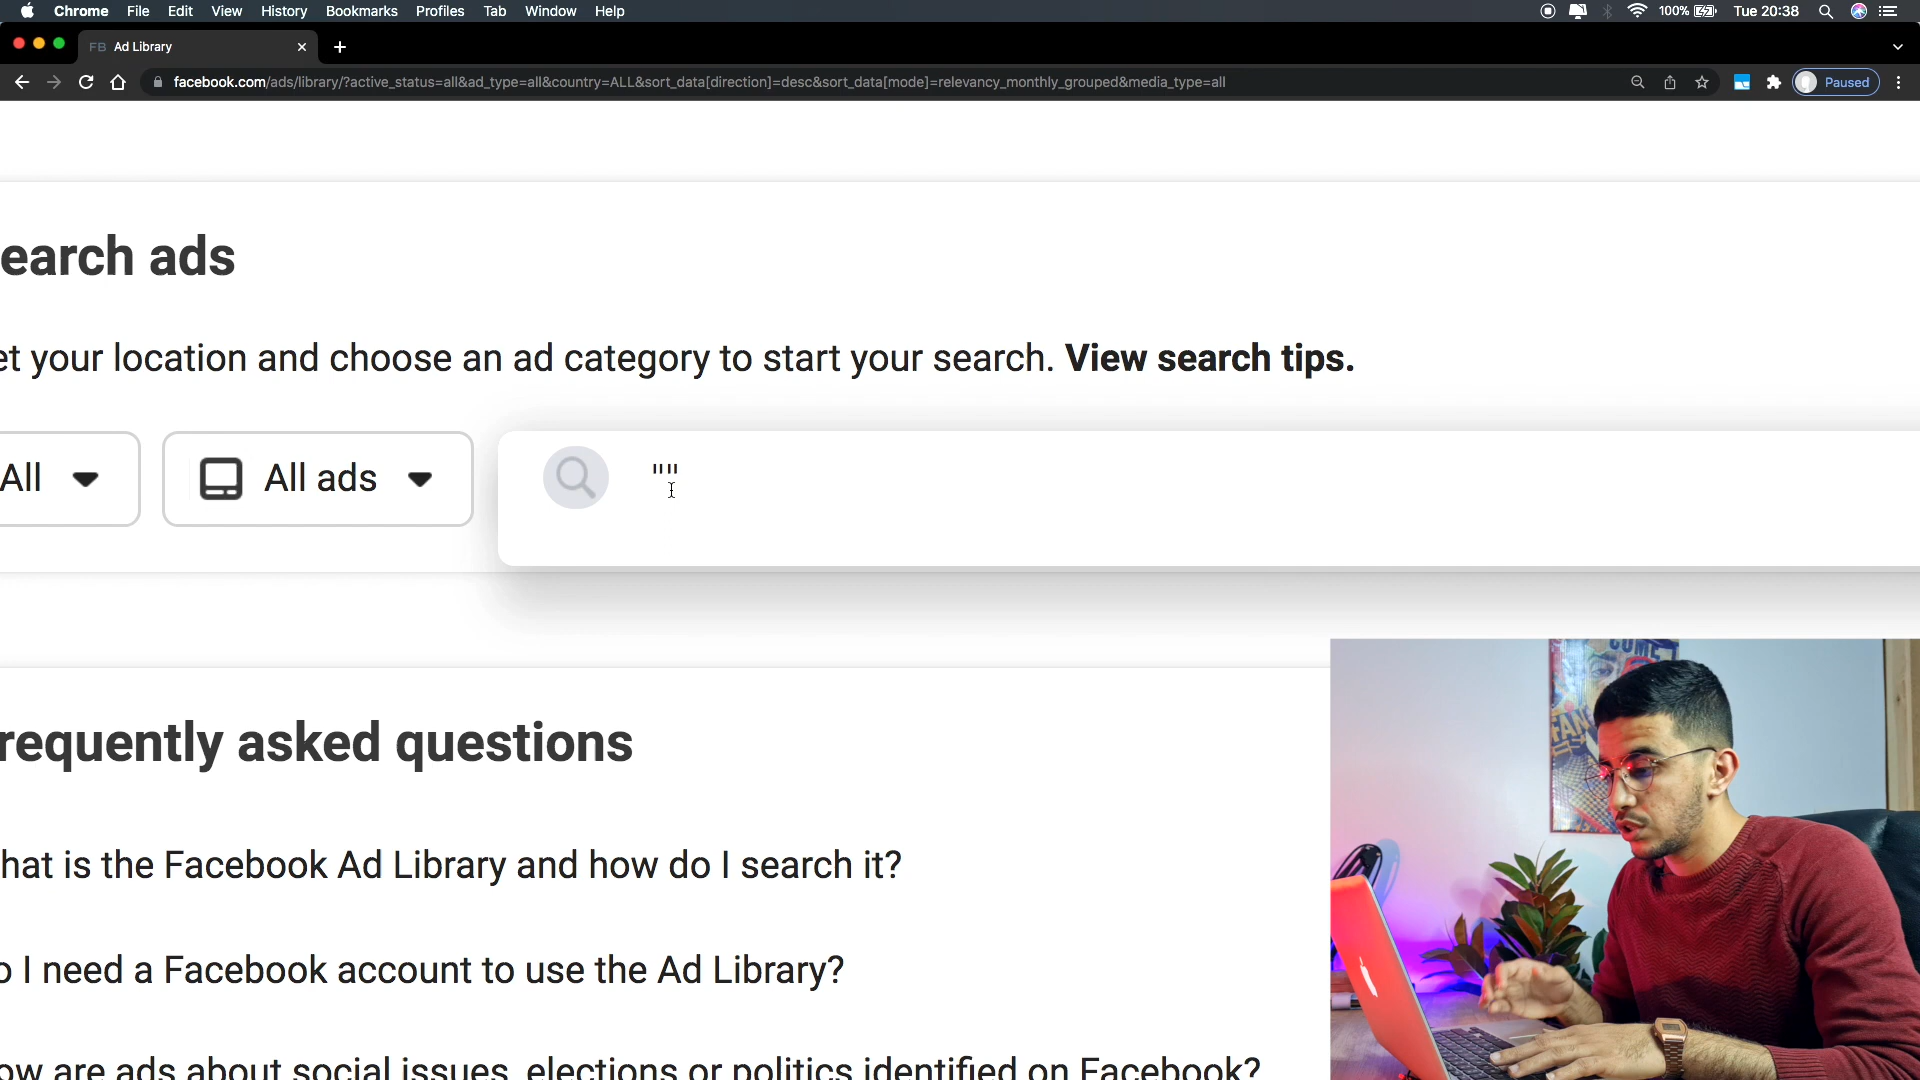 Chrome File Edit View History Bookmarks Profiles Tab Window Help 100% Tue 20:38
FB Ad Library
facebook.com/ads/library/?active_status=all&ad_type=all&country=ALL&sort_data[direction]=desc&sort_data[mode]=relevancy_monthly_grouped&media_type=all Paused
earch ads
et your location and choose an ad category to start your search. View search tips.
All All ads ""
requently asked questions
hat is the Facebook Ad Library and how do I search it?
o I need a Facebook account to use the Ad Library?
ow are ads about social issues, elections or politics identified on Facebook?
COME
FAN